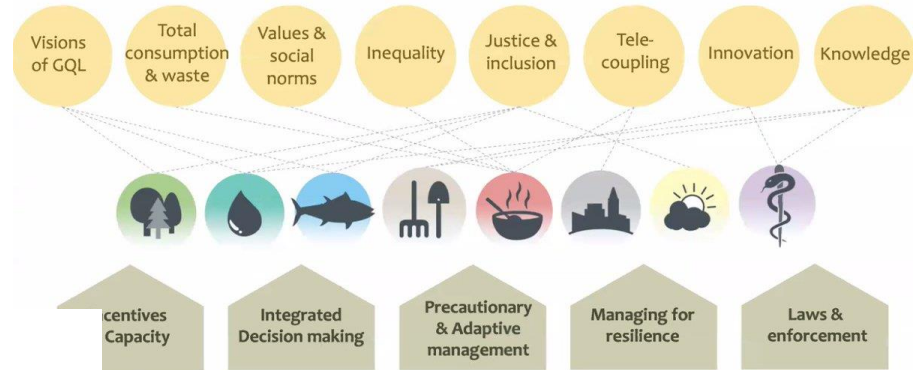 Visions
of GQL
Total
consumption
& waste
Values &
social
norms
Inequality
Justice &
inclusion
Tele-
coupling
Innovation
Knowledge
centives
Capacity
Integrated
Decision making
Precautionary
& Adaptive
management
Managing for
resilience
Laws &
enforcement